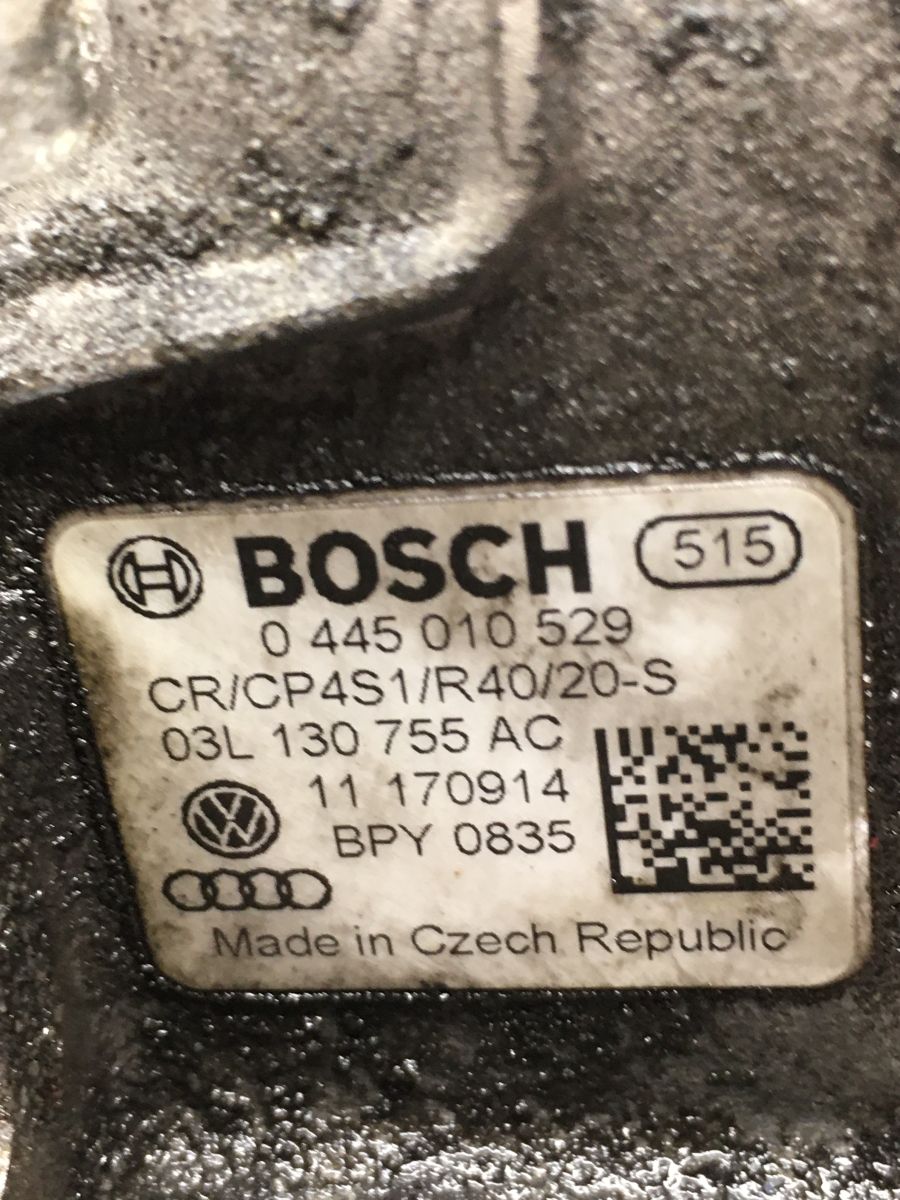 BOSCH 515
0 445 010 529
CR/CP4S1/R40/20-S
03L 130 755 AC
11 170914
BPY 0835
Made in Czech Republic